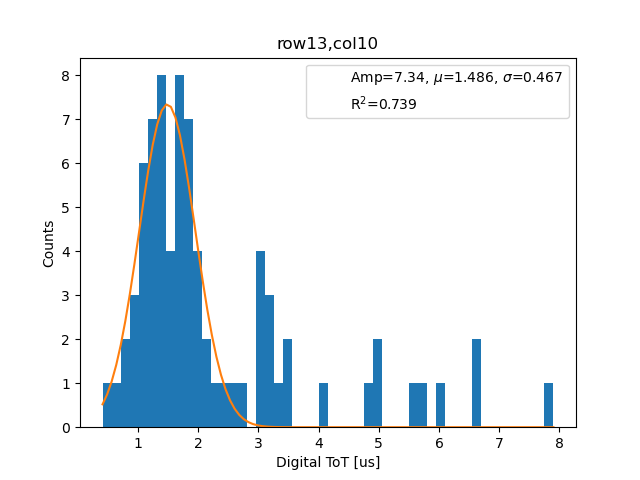 row13,col10
Amp=7.34, μ=1.486, σ=0.467
R²=0.739
Counts
8
7
6
5
4
3
2
1
0
1 2 3 4 5 6 7 8
Digital ToT [us]